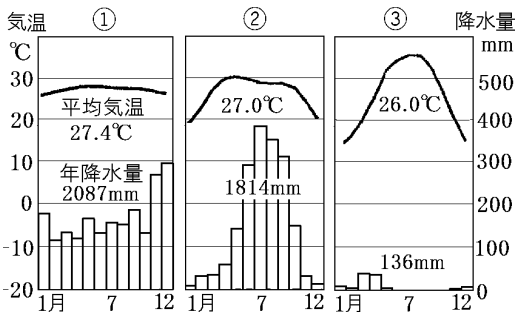 気温 ① ② ③ 降水量
℃ mm
30 500
20 平均気温 27.0℃ 26.0℃ 400
27.4℃
10 年降水量 300
2087mm 1814mm
0 200
-10 136mm 100
-20 0
1月 7 12 1月 7 12 1月 7 12